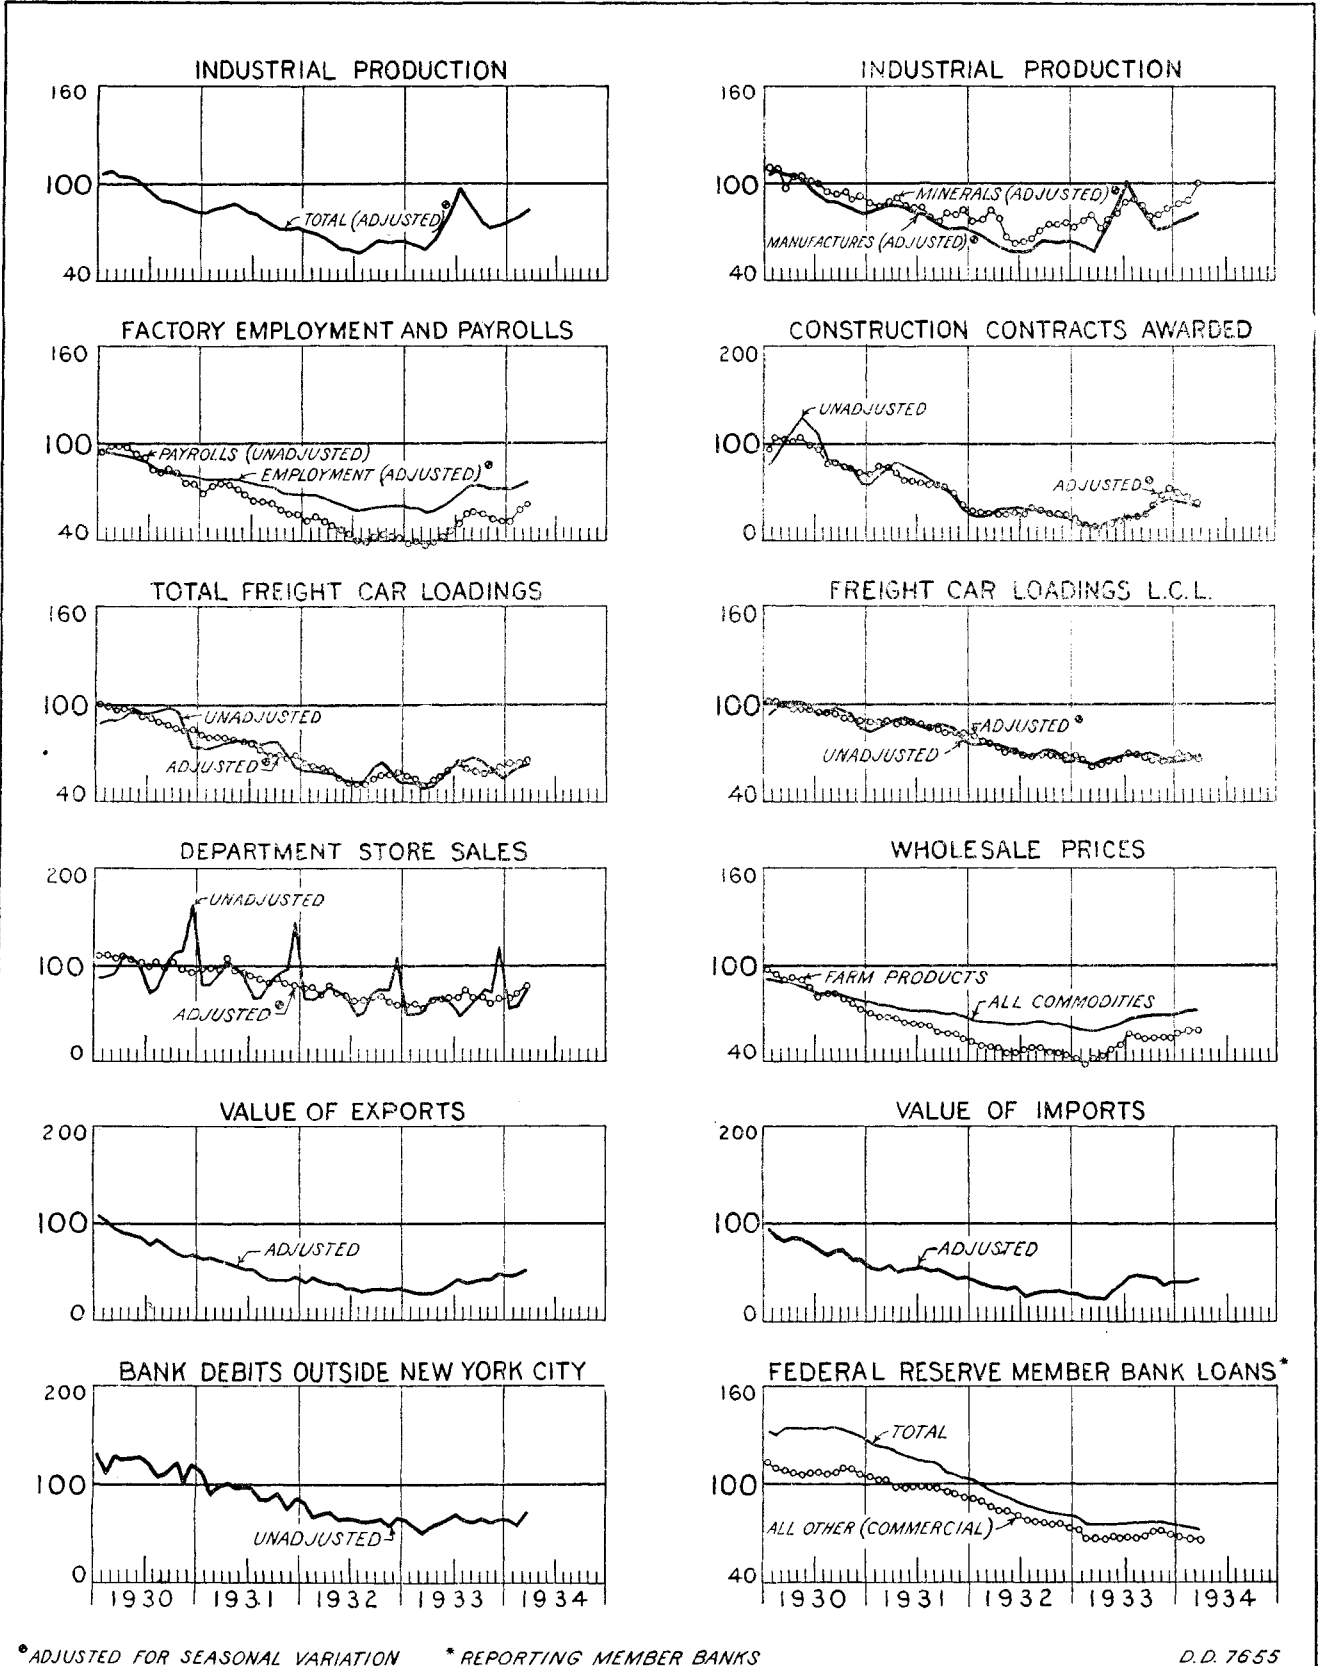 INDUSTRIAL PRODUCTION
160
100
40
TOTAL (ADJUSTED)
INDUSTRIAL PRODUCTION
160
100
40
MINERALS (ADJUSTED)
MANUFACTURES (ADJUSTED)
FACTORY EMPLOYMENT AND PAYROLLS
160
100
40
PAYROLLS (UNADJUSTED)
EMPLOYMENT (ADJUSTED)
CONSTRUCTION CONTRACTS AWARDED
200
100
0
UNADJUSTED
ADJUSTED
TOTAL FREIGHT CAR LOADINGS
160
100
40
UNADJUSTED
ADJUSTED
FREIGHT CAR LOADINGS L.C.L.
160
100
40
ADJUSTED
UNADJUSTED
DEPARTMENT STORE SALES
200
100
0
UNADJUSTED
ADJUSTED
WHOLESALE PRICES
160
100
40
FARM PRODUCTS
ALL COMMODITIES
VALUE OF EXPORTS
200
100
0
ADJUSTED
VALUE OF IMPORTS
200
100
0
ADJUSTED
BANK DEBITS OUTSIDE NEW YORK CITY
200
100
0
UNADJUSTED
1930 1931 1932 1933 1934
FEDERAL RESERVE MEMBER BANK LOANS*
160
100
40
TOTAL
ALL OTHER (COMMERCIAL)
1930 1931 1932 1933 1934
ADJUSTED FOR SEASONAL VARIATION * REPORTING MEMBER BANKS D.D. 7655